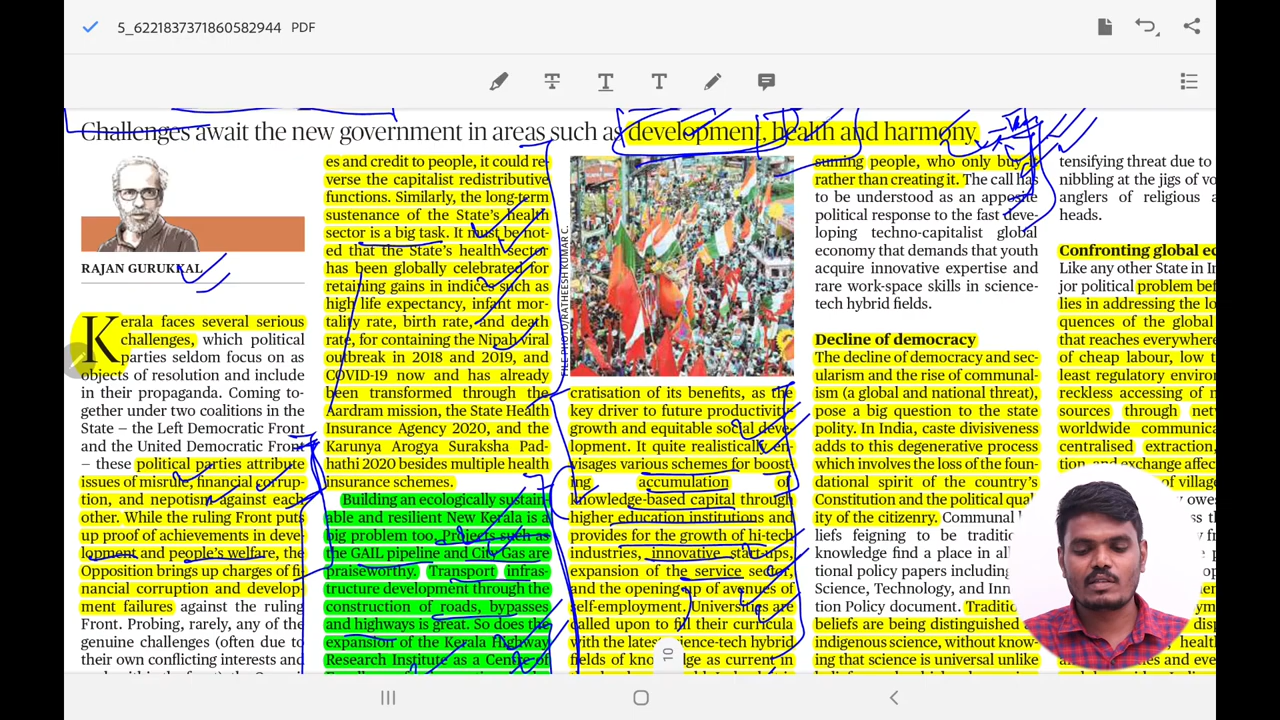 5_6221837371860582944 PDF
Challenges await the new government in areas such as development, health and harmony
RAJAN GURUKKAL
Kerala faces several serious
challenges, which political
parties seldom focus on as
objects of resolution and include
in their propaganda. Coming to-
gether under two coalitions in the
State – the Left Democratic Front
and the United Democratic Front
– these political parties attribute
issues of misrule, financial corrup-
tion, and nepotism against each
other. While the ruling Front puts
up proof of achievements in deve-
lopment and people's welfare, the
Opposition brings up charges of fi-
nancial corruption and develop-
ment failures against the ruling
Front. Probing, rarely, any of the
genuine challenges (often due to
their own conflicting interests and
es and credit to people, it could re-
verse the capitalist redistributive
functions. Similarly, the long-term
sustenance of the State's health
sector is a big task. It must be not-
ed that the State's health sector
has been globally celebrated for
retaining gains in indices such as
high life expectancy, infant mor-
tality rate, birth rate, and death
rate, for containing the Nipah viral
outbreak in 2018 and 2019, and
COVID-19 now and has already
been transformed through the
Aardram mission, the State Health
Insurance Agency 2020, and the
Karunya Arogya Suraksha Pad-
hathi 2020 besides multiple health
insurance schemes.
Building an ecologically sustain-
able and resilient New Kerala is a
big problem too. Projects such as
the GAIL pipeline and City Gas are
praiseworthy. Transport infras-
tructure development through the
construction of roads, bypasses
and highways is great. So does the
expansion of the Kerala Highway
Research Institute as a Centre of
FILE PHOTO/RATHEESH KUMAR C.
cratisation of its benefits, as the
key driver to future productivity
growth and equitable social deve-
lopment. It quite realistically en-
visages various schemes for boost-
ing accumulation of
knowledge-based capital through
higher education institutions and
provides for the growth of hi-tech
industries, innovative start-ups,
expansion of the service sector,
and the opening up of avenues of
self-employment. Universities are
called upon to fill their curricula
with the latest science-tech hybrid
fields of knowledge as current in
10
suming people, who only buy
rather than creating it. The call has
to be understood as an apposite
political response to the fast deve-
loping techno-capitalist global
economy that demands that youth
acquire innovative expertise and
rare work-space skills in science-
tech hybrid fields.
Decline of democracy
The decline of democracy and sec-
ularism and the rise of communal-
ism (a global and national threat),
pose a big question to the state
polity. In India, caste divisiveness
adds to this degenerative process
which involves the loss of the foun-
dational spirit of the country's
Constitution and the political qual-
ity of the citizenry. Communal
liefs feigning to be traditio
knowledge find a place in all
tional policy papers including
Science, Technology, and Inn
tion Policy document. Traditio
beliefs are being distinguished
indigenous science, without know-
ing that science is universal unlike
tensifying threat due to
nibbling at the jigs of vo
anglers of religious a
heads.
Confronting global ec
Like any other State in In
jor political problem bef
lies in addressing the lo
quences of the global
that reaches everywhere
of cheap labour, low t
least regulatory environ
reckless accessing of n
sources through netw
worldwide communica
centralised extraction,
tion, and exchange affec
of village